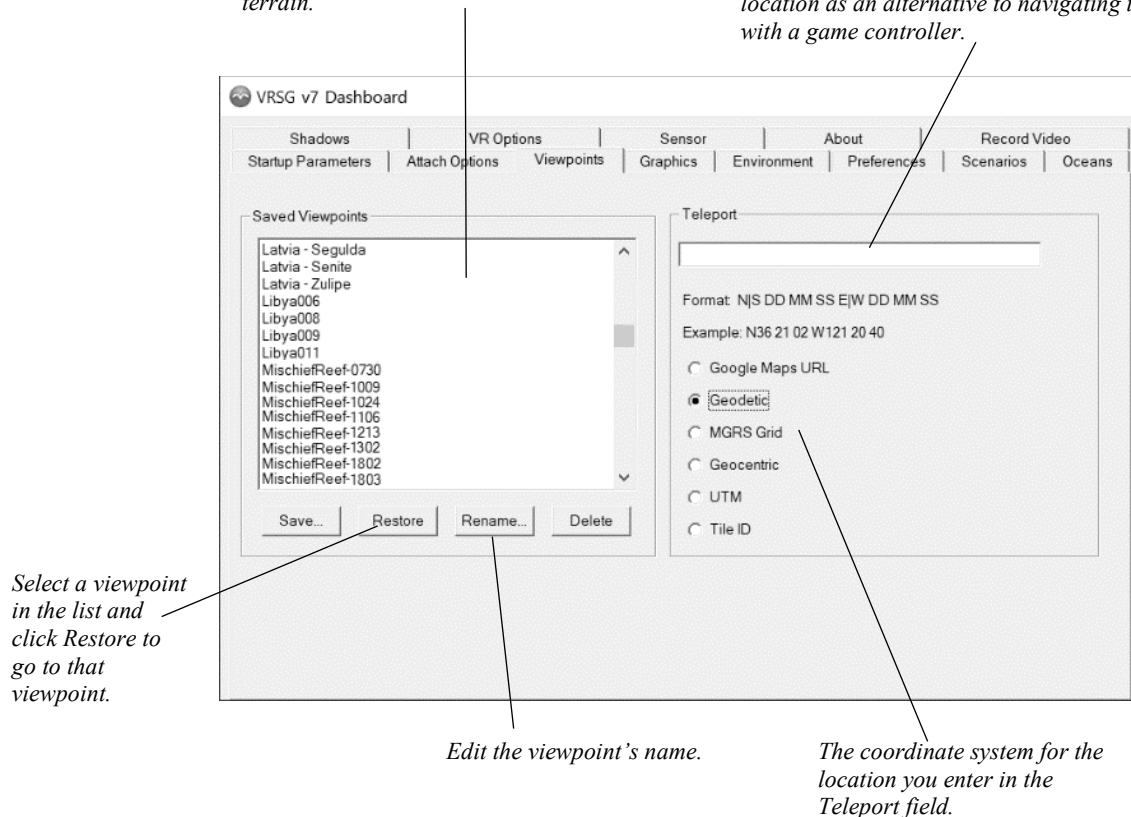 terrain.
location as an alternative to navigating
with a game controller.
VRSG v7 Dashboard
Shadows VR Options Sensor About Record Video
Startup Parameters Attach Options Viewpoints Graphics Environment Preferences Scenarios Oceans
Saved Viewpoints
Latvia - Segulda
Latvia - Senite
Latvia - Zulipe
Libya006
Libya008
Libya009
Libya011
MischiefReef-0730
MischiefReef-1009
MischiefReef-1024
MischiefReef-1106
MischiefReef-1213
MischiefReef-1302
MischiefReef-1802
MischiefReef-1803
Save... Restore Rename... Delete
Teleport
Format: N|S DD MM SS E|W DD MM SS
Example: N36 21 02 W121 20 40
Google Maps URL
Geodetic
MGRS Grid
Geocentric
UTM
Tile ID
Select a viewpoint
in the list and
click Restore to
go to that
viewpoint.
Edit the viewpoint's name.
The coordinate system for the
location you enter in the
Teleport field.